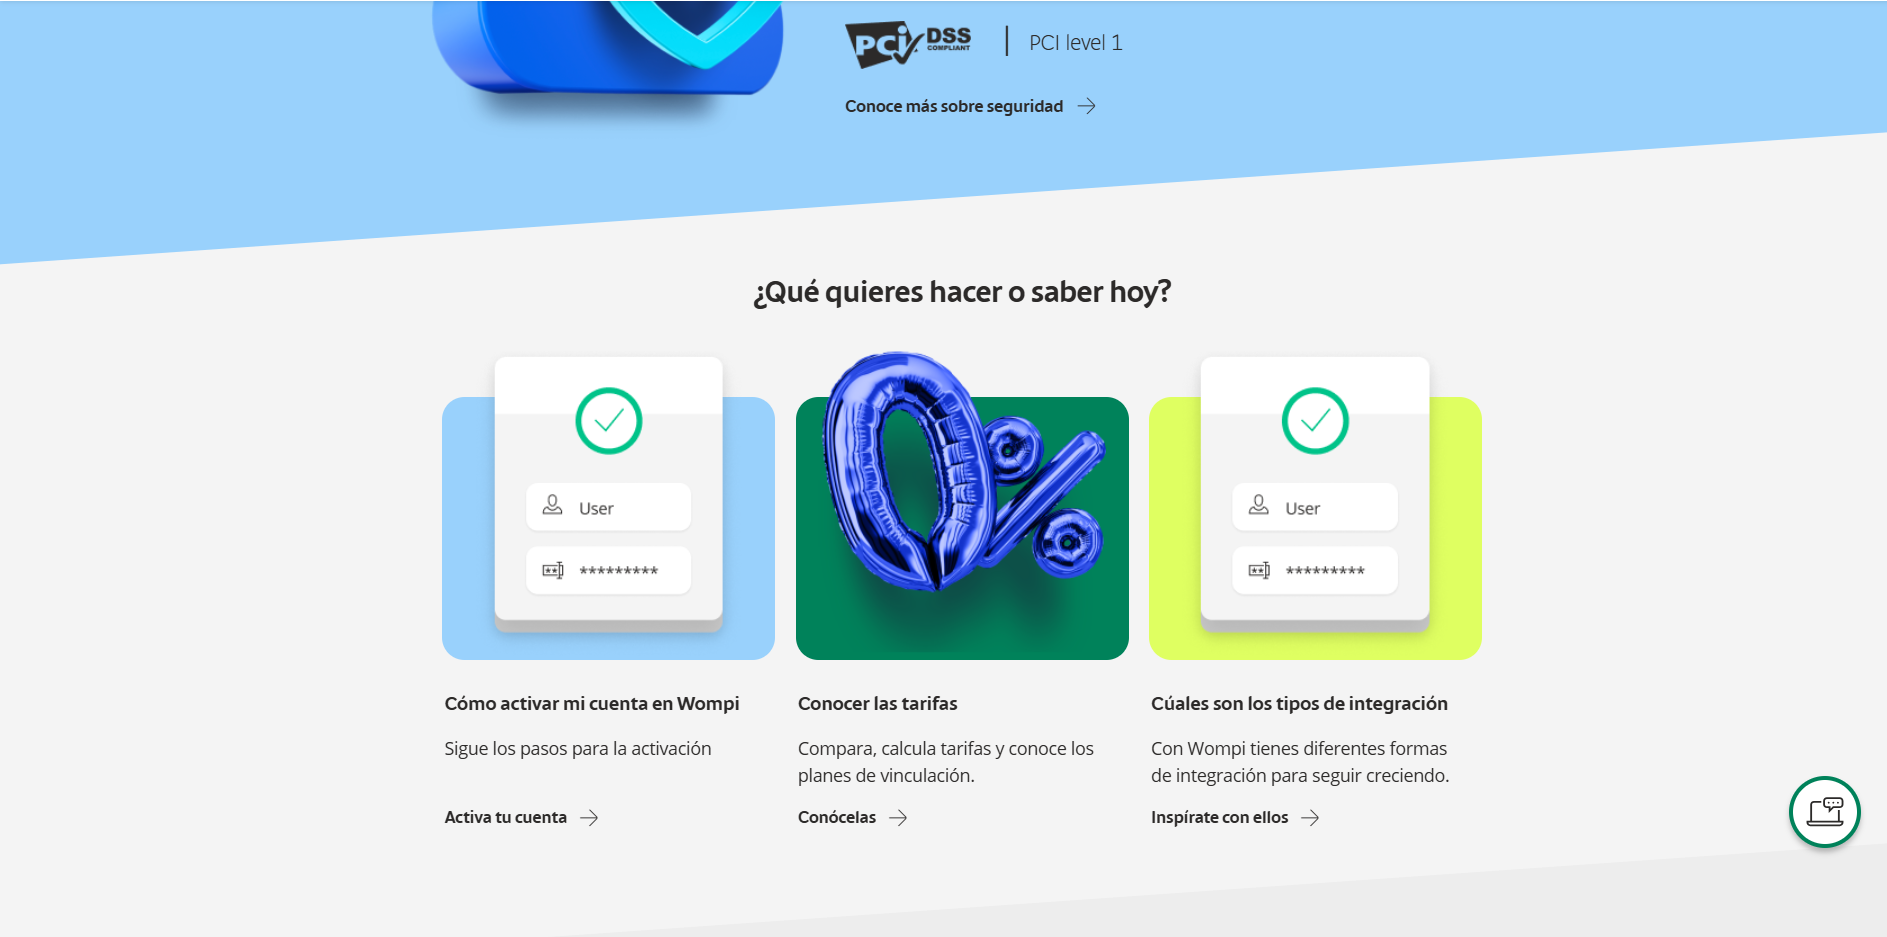 PCI DSS
COMPLIANT
PCI level 1
Conoce más sobre seguridad
¿Qué quieres hacer o saber hoy?
User
*********
0%
User
*********
Cómo activar mi cuenta en Wompi
Sigue los pasos para la activación
Activa tu cuenta
Conocer las tarifas
Compara, calcula tarifas y conoce los
planes de vinculación.
Conócelas
Cúales son los tipos de integración
Con Wompi tienes diferentes formas
de integración para seguir creciendo.
Inspírate con ellos